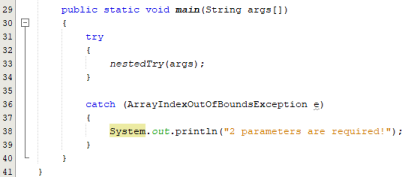 29 public static void main(String args[])
30 {
31 try
32 {
33 nestedTry(args);
34 }
35
36 catch (ArrayIndexOutOfBoundsException e)
37 {
38 System.out.println("2 parameters are required!");
39 }
40 }
41 }